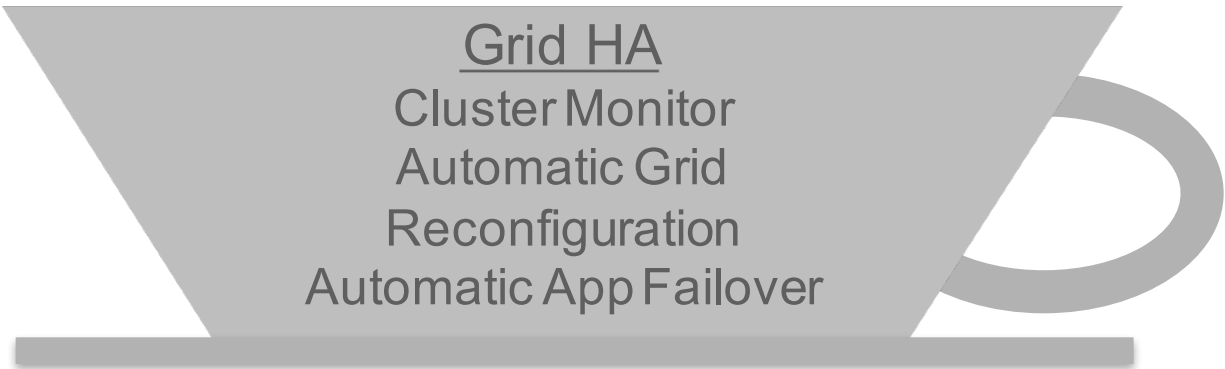 Grid HA
Cluster Monitor
Automatic Grid
Reconfiguration
Automatic App Failover